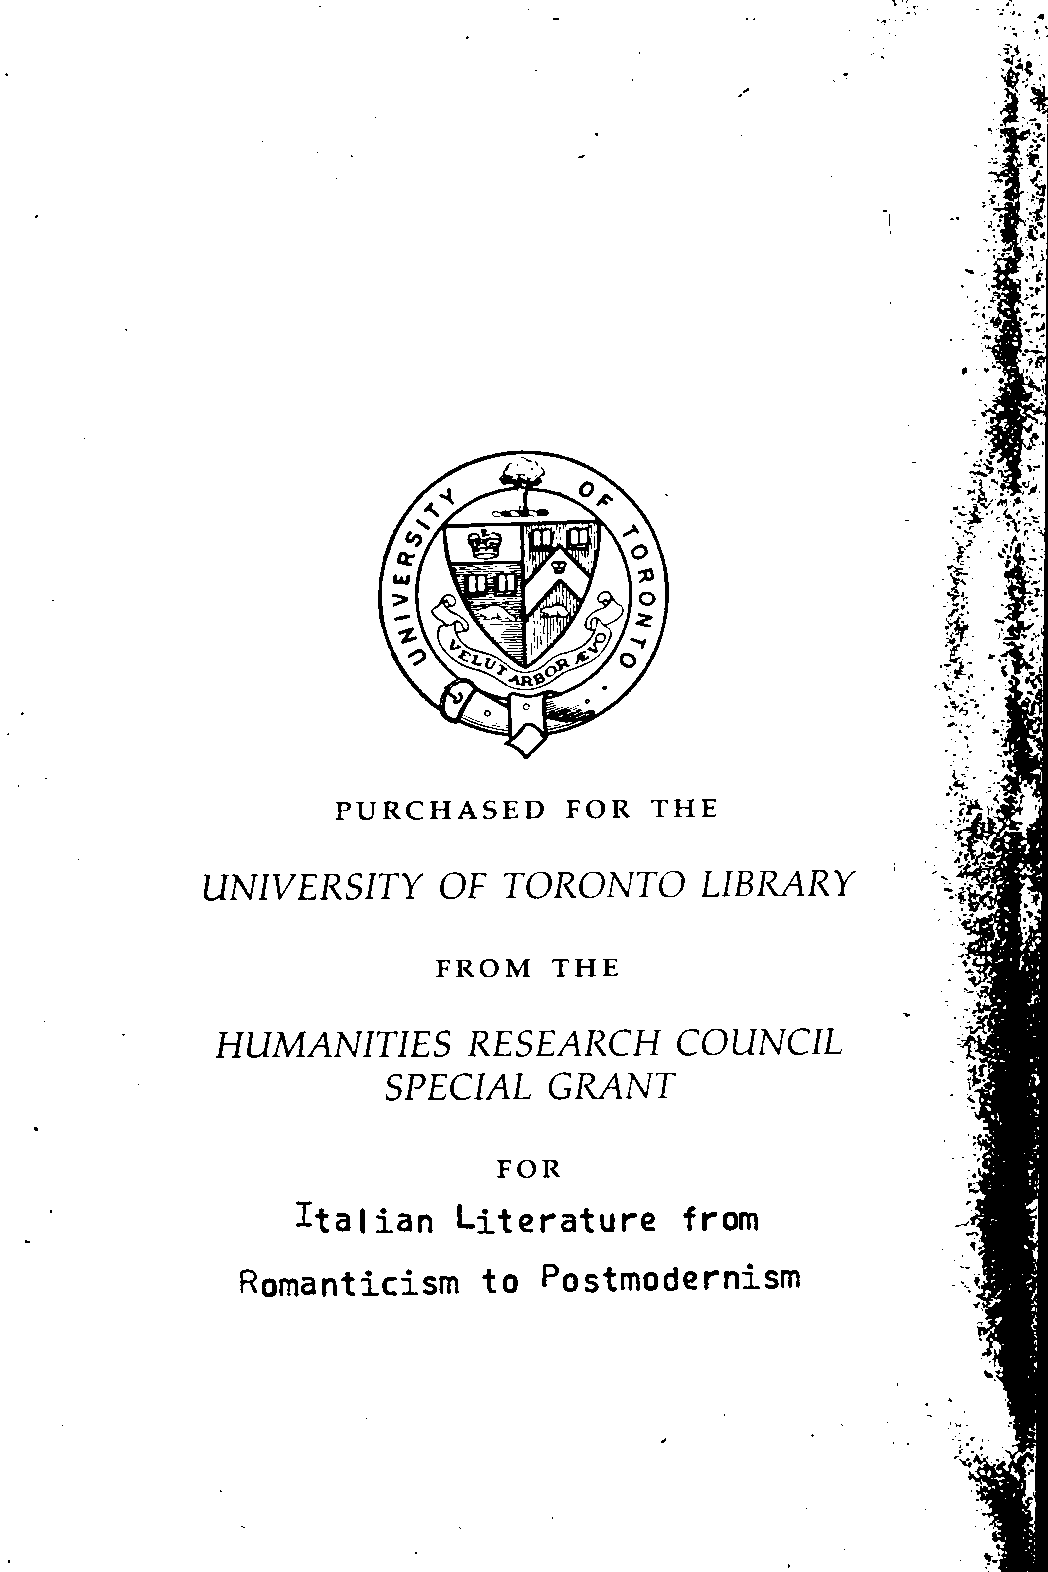 UNIVERSITY OF TORONTO
VELUT ARBOR ÆVO
PURCHASED FOR THE
UNIVERSITY OF TORONTO LIBRARY
FROM THE
HUMANITIES RESEARCH COUNCIL
SPECIAL GRANT
FOR
Italian Literature from
Romanticism to Postmodernism